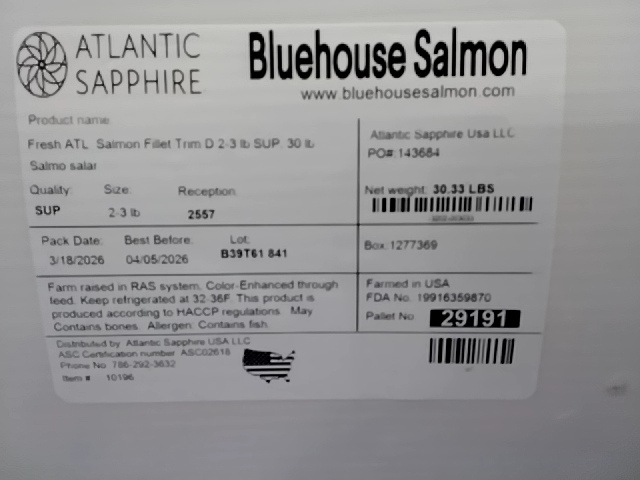 ATLANTIC
SAPPHIRE
Bluehouse Salmon
www.bluehousesalmon.com
Product name
Fresh ATL Salmon Fillet Trim D 2-3 lb SUP 30 lb
Salmo salar
Quality: Size: Reception:
SUP 2-3 lb 2557
Pack Date: Best Before: Lot:
3/18/2026 04/05/2026 B39T61 841
Atlantic Sapphire Usa LLC
PO#: 143684
Net weight: 30.33 LBS
Box: 1277369
Farm raised in RAS system. Color-Enhanced through
feed. Keep refrigerated at 32-36F. This product is
produced according to HACCP regulations. May
Contains bones. Allergen: Contains fish.
Farmed in USA
FDA No. 19916359870
Pallet No. 29191
Distributed by Atlantic Sapphire USA LLC
ASC Certification number ASC02618
Phone No. 786-292-3632
Item # 10196